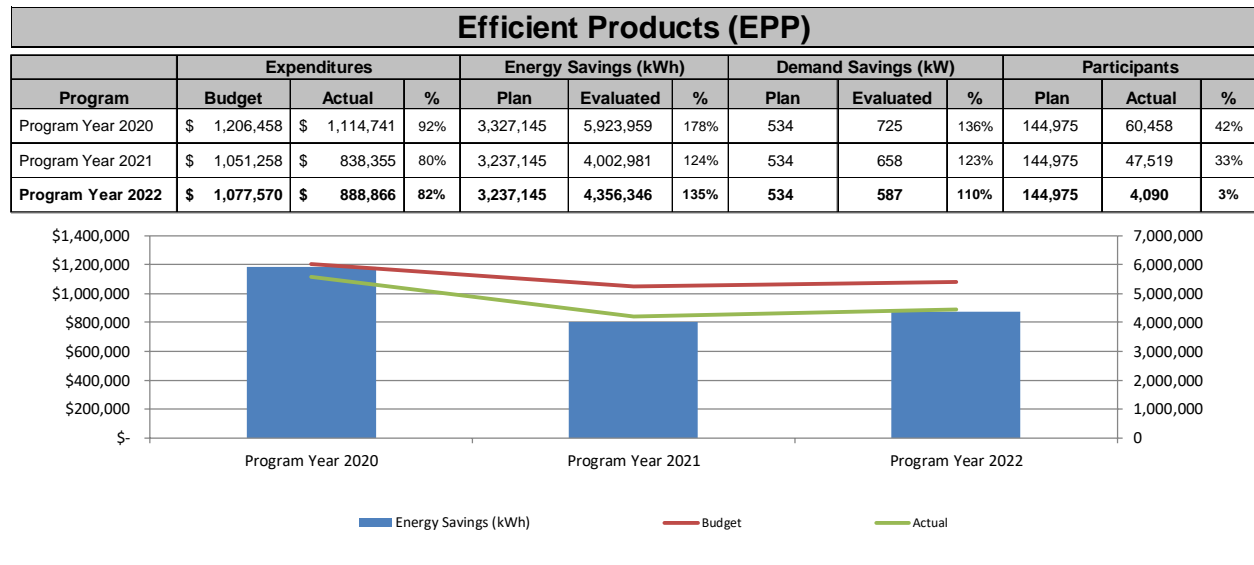 Efficient Products (EPP)
Expenditures Energy Savings (kWh) Demand Savings (kW) Participants
Program Budget Actual % Plan Evaluated % Plan Evaluated % Plan Actual %
Program Year 2020 $ 1,206,458 $ 1,114,741 92% 3,327,145 5,923,959 178% 534 725 136% 144,975 60,458 42%
Program Year 2021 $ 1,051,258 $ 838,355 80% 3,237,145 4,002,981 124% 534 658 123% 144,975 47,519 33%
Program Year 2022 $ 1,077,570 $ 888,866 82% 3,237,145 4,356,346 135% 534 587 110% 144,975 4,090 3%
$1,400,000 7,000,000
$1,200,000 6,000,000
$1,000,000 5,000,000
$800,000 4,000,000
$600,000 3,000,000
$400,000 2,000,000
$200,000 1,000,000
$- 0
Program Year 2020 Program Year 2021 Program Year 2022
Energy Savings (kWh) Budget Actual